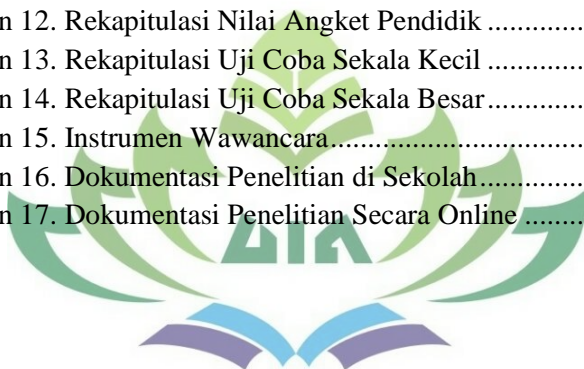 n 12. Rekapitulasi Nilai Angket Pendidik ..............
n 13. Rekapitulasi Uji Coba Sekala Kecil ..............
n 14. Rekapitulasi Uji Coba Sekala Besar..............
n 15. Instrumen Wawancara....................................
n 16. Dokumentasi Penelitian di Sekolah...............
n 17. Dokumentasi Penelitian Secara Online .........